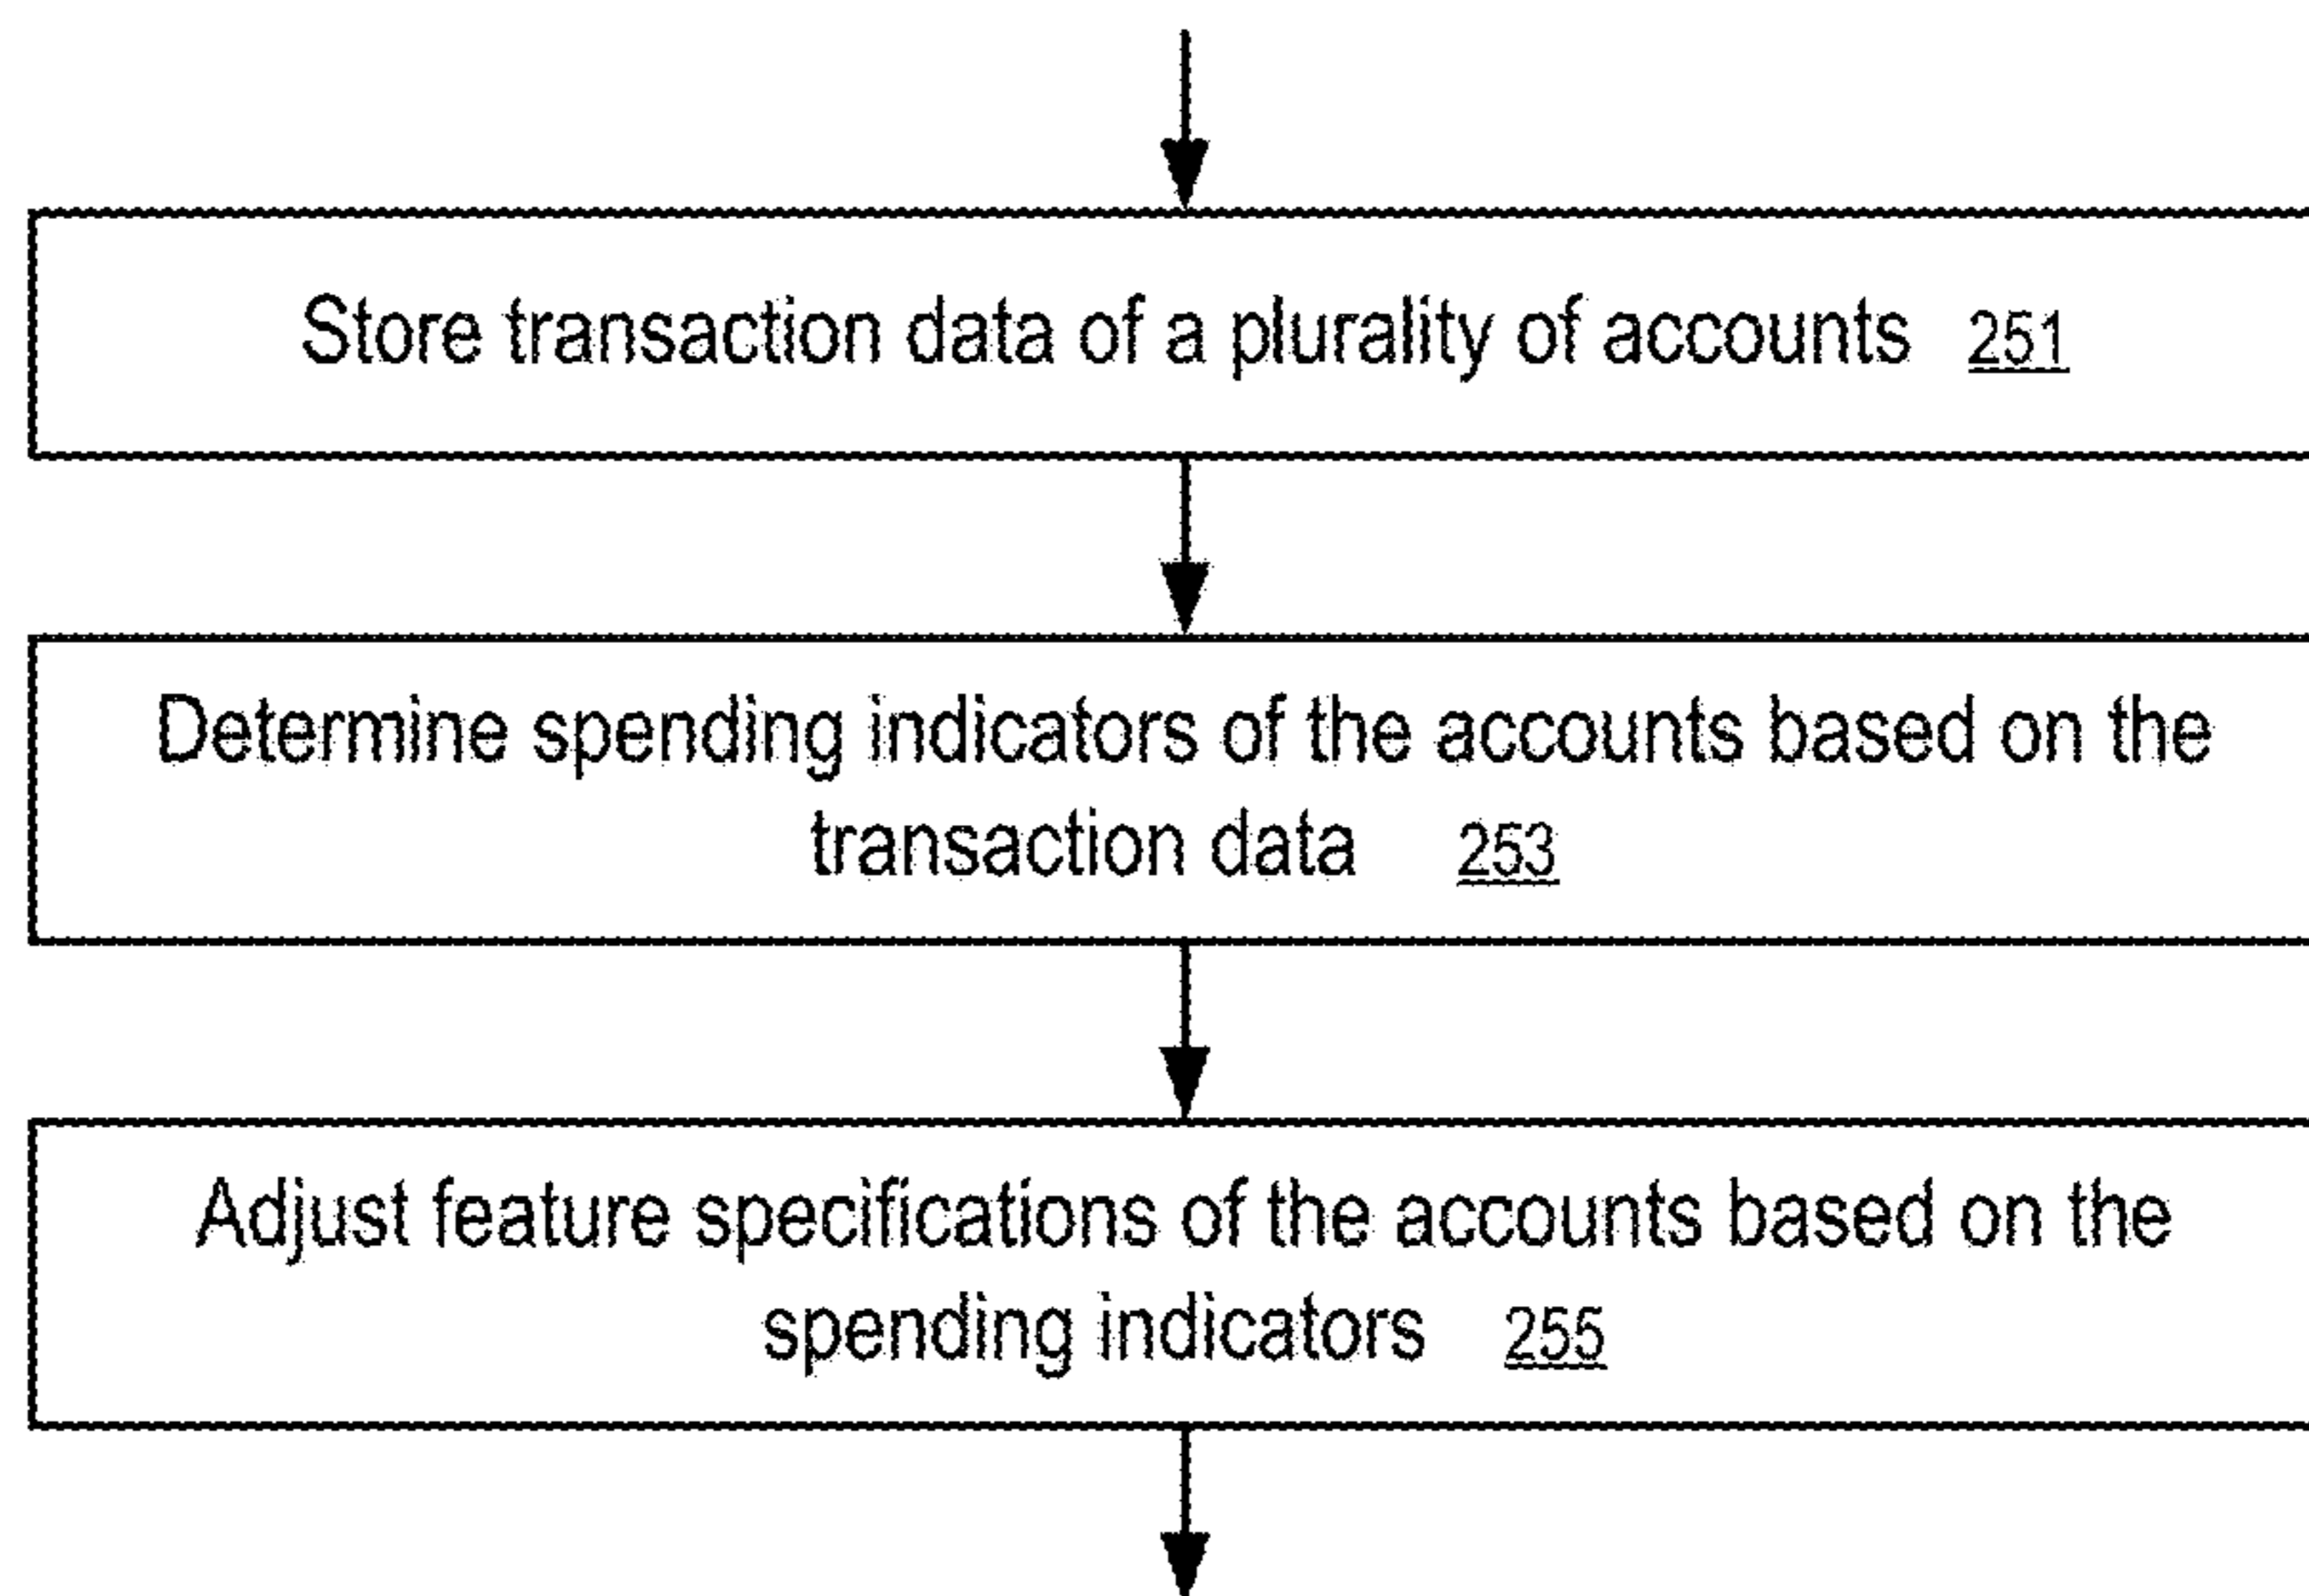 Store transaction data of a plurality of accounts 251
Determine spending indicators of the accounts based on the
transaction data 253
Adjust feature specifications of the accounts based on the
spending indicators 255